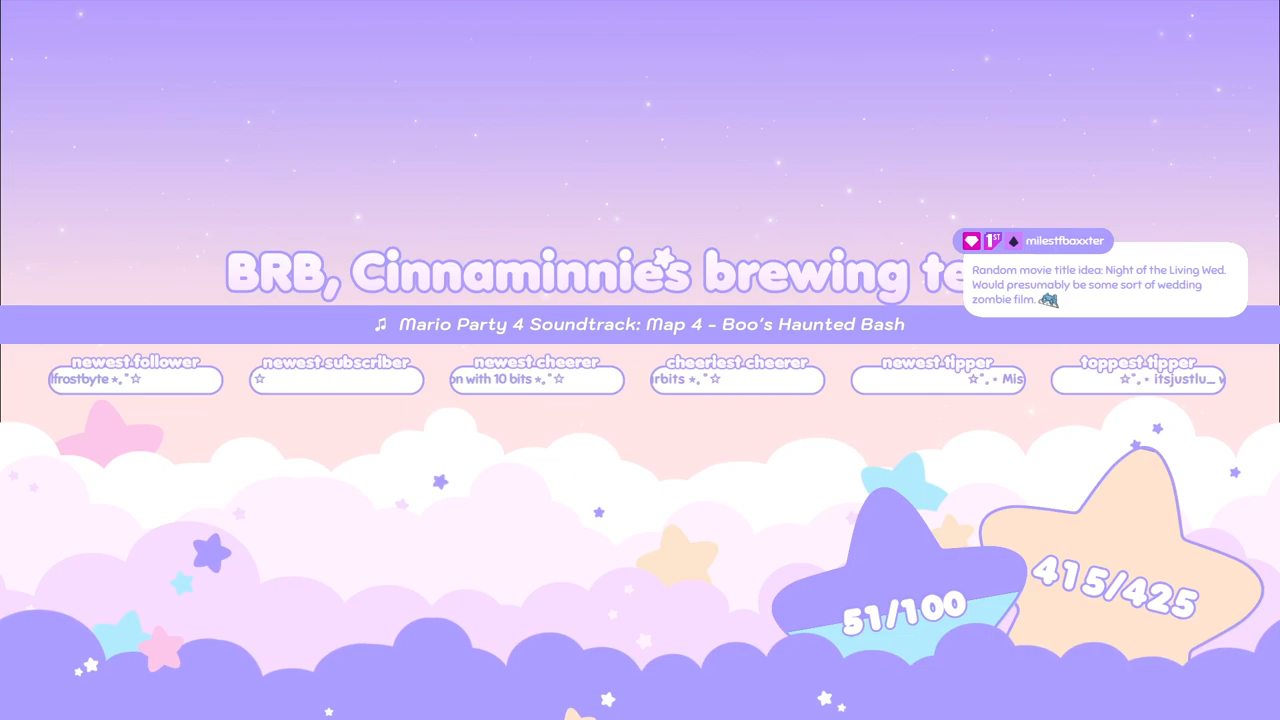 BRB, Cinnaminnie's brewing te
1ST milestfbaxxter
Random movie title idea: Night of the Living Wed.
Would presumably be some sort of wedding
zombie film.
♫ Mario Party 4 Soundtrack: Map 4 - Boo's Haunted Bash
newest follower
newest subscriber
newest cheerer
cheeriest cheerer
newest tipper
toppest tipper
lfrostbyte ⋆｡˚☆
☆
on with 10 bits ⋆｡˚☆
rbits ⋆｡˚☆
☆˚｡⋆ Mis
☆˚｡⋆ itsjustlu_ w
51/100
415/425